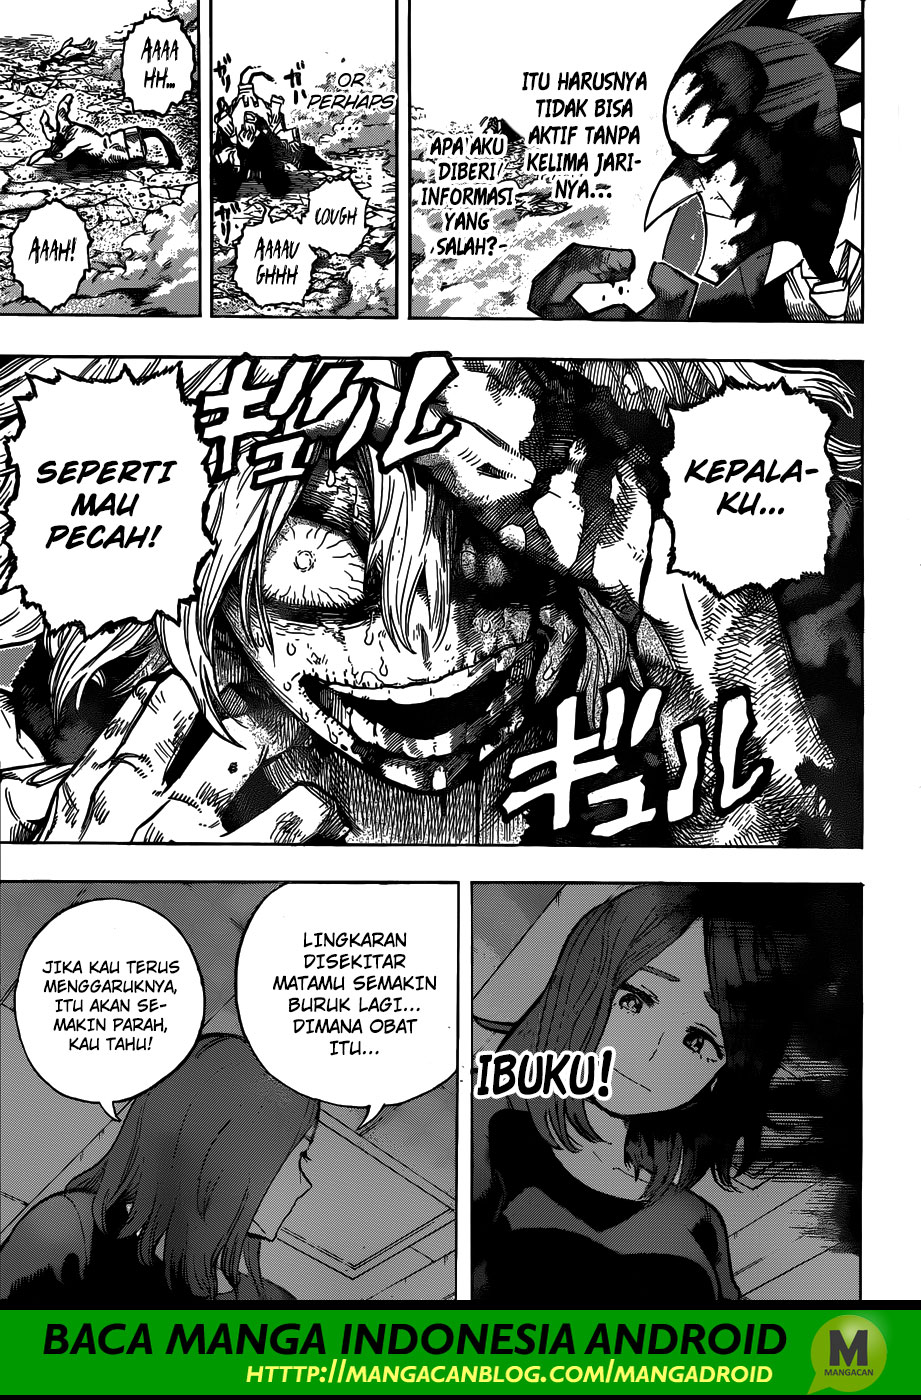 ITU HARUSNYA
TIDAK BISA
AKTIF TANPA
KELIMA JARI-
NYA...
APA AKU
DIBERI
INFORMASI
YANG
SALAH?-
OR
PERHAPS
COUGH
AAAAU
GHHH
AAAA
HH...
AAAH!
KEPALA-
KU...
SEPERTI
MAU
PECAH!
ギュル
ギュル
IBUKU!
LINGKARAN
DISEKITAR
MATAMU SEMAKIN
BURUK LAGI...
DIMANA OBAT
ITU...
JIKA KAU TERUS
MENGGARUKNYA,
ITU AKAN SE-
MAKIN PARAH,
KAU TAHU!
BACA MANGA INDONESIA ANDROID
HTTTP://MANGACANBLOG.COM/MANGADROID
M
MANGACAN